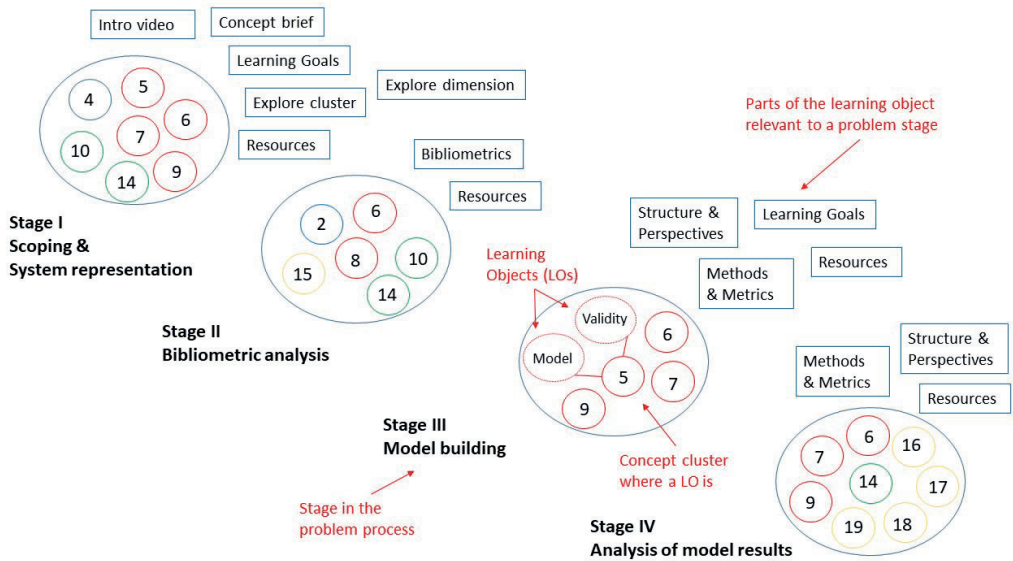 Intro video
Concept brief
Learning Goals
Explore dimension
Explore cluster
Resources
4
5
6
7
10
9
14
Stage I
Scoping &
System representation
Bibliometrics
Resources
2
6
8
10
15
14
Stage II
Bibliometric analysis
Parts of the learning object
relevant to a problem stage
Structure &
Perspectives
Learning Goals
Resources
Methods
& Metrics
Learning
Objects (LOs)
Validity
Model
6
5
7
9
Stage III
Model building
Concept cluster
where a LO is
Stage in the
problem process
Structure &
Perspectives
Methods
& Metrics
Resources
6
16
7
14
17
9
19
18
Stage IV
Analysis of model results